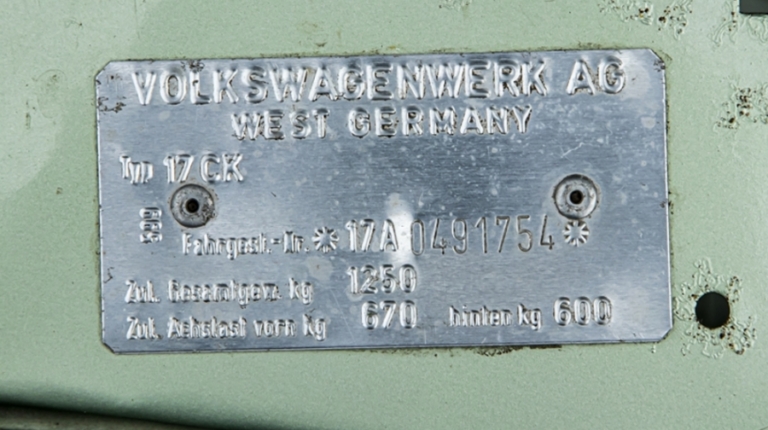 VOLKSWAGENWERK AG
WEST GERMANY
Typ 17 CK
Fahrgest.-Nr. * 17A 0491754 *
Zul. Gesamtgew. kg 1250
Zul. Achslast vorn kg 670 hinten kg 600